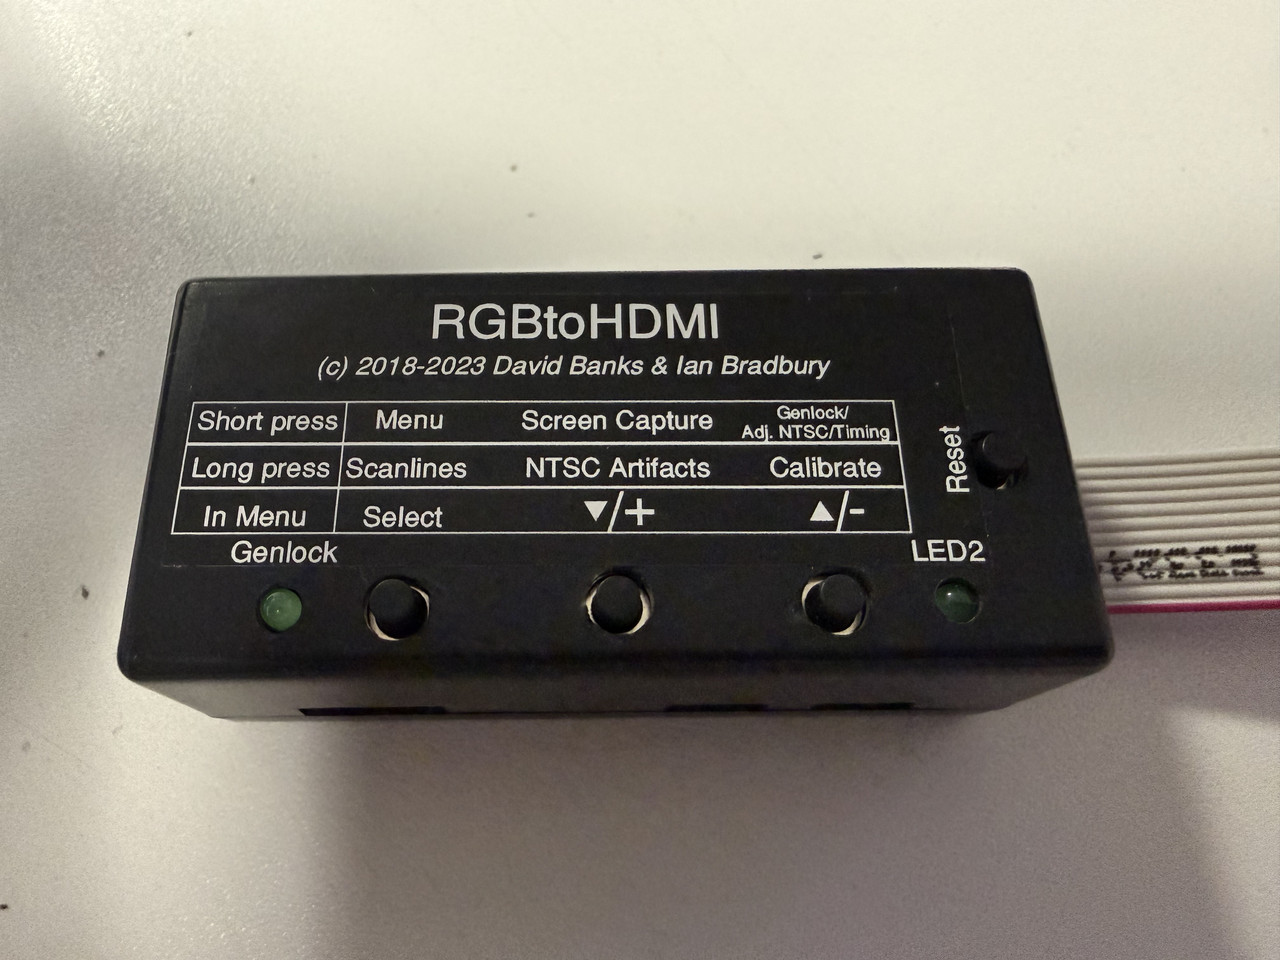 RGBtoHDMI
(c) 2018-2023 David Banks & Ian Bradbury
Short press Menu Screen Capture Genlock/
Adj. NTSC/Timing
Long press Scanlines NTSC Artifacts Calibrate
In Menu Select ▼/+ ▲/-
Reset
Genlock LED2